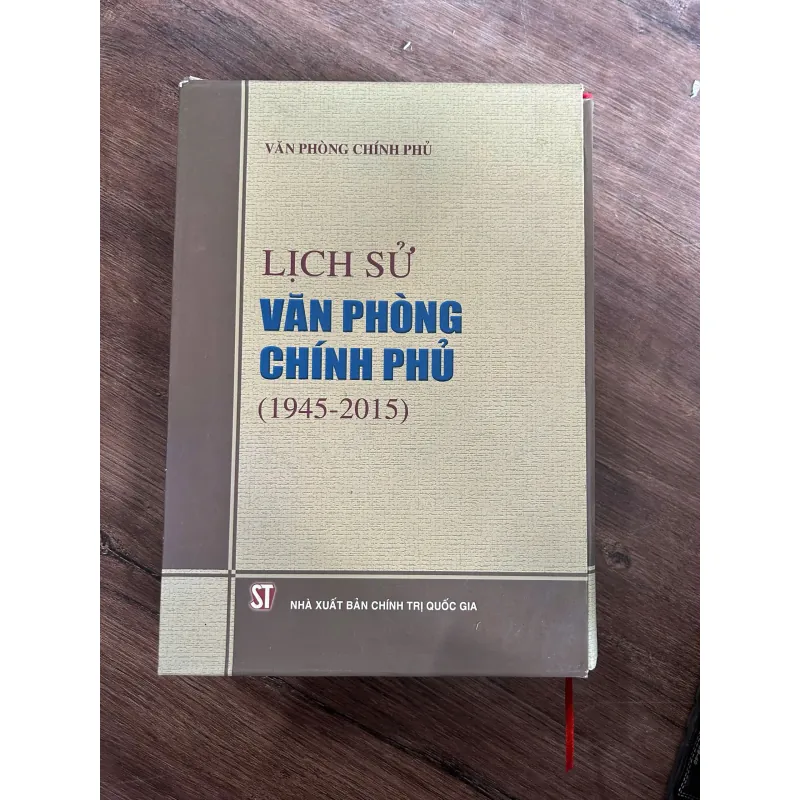 VĂN PHÒNG CHÍNH PHỦ
LỊCH SỬ
VĂN PHÒNG
CHÍNH PHỦ
(1945-2015)
ST
NHÀ XUẤT BẢN CHÍNH TRỊ QUỐC GIA